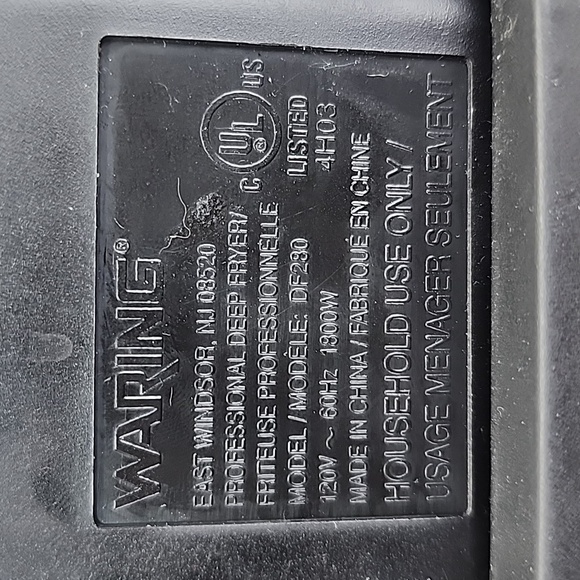 WARING®
EAST WINDSOR, NJ 08520
PROFESSIONAL DEEP FRYER/
FRITEUSE PROFESSIONNELLE
MODEL / MODÈLE: DF280
120V ~ 60Hz 1800W
MADE IN CHINA / FABRIQUÉ EN CHINE
HOUSEHOLD USE ONLY /
USAGE MENAGER SEULEMENT
C UL® US
LISTED
4H03